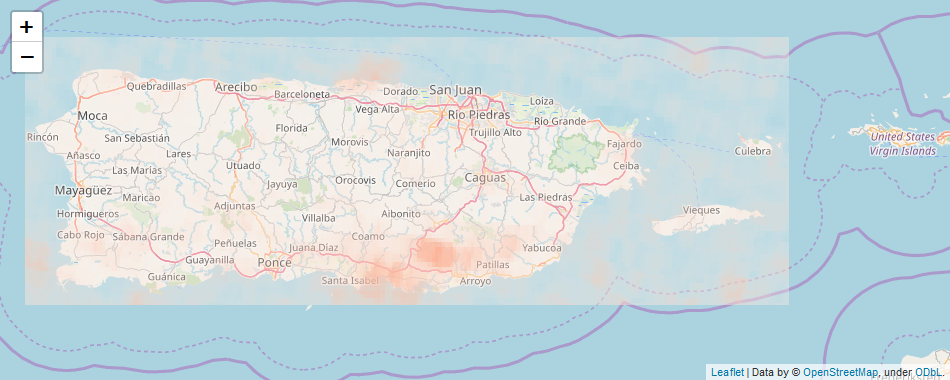 +
−
Quebradillas
Arecibo
Barceloneta
Dorado
San Juan
Loíza
Moca
Vega Alta
Río Piedras
Río Grande
Rincón
San Sebastián
Florida
Morovis
Trujillo Alto
Fajardo
United States
Virgin Islands
Añasco
Lares
Naranjito
Culebra
Las Marías
Utuado
Ceiba
Mayagüez
Jayuya
Orocovis
Comerío
Caguas
Maricao
Las Piedras
Hormigueros
Adjuntas
Villalba
Aibonito
Vieques
Cabo Rojo
Sábana Grande
Peñuelas
Juana Díaz
Coamo
Yabucoa
Guayanilla
Ponce
Patillas
Guánica
Santa Isabel
Arroyo
Leaflet | Data by © OpenStreetMap, under ODbL.